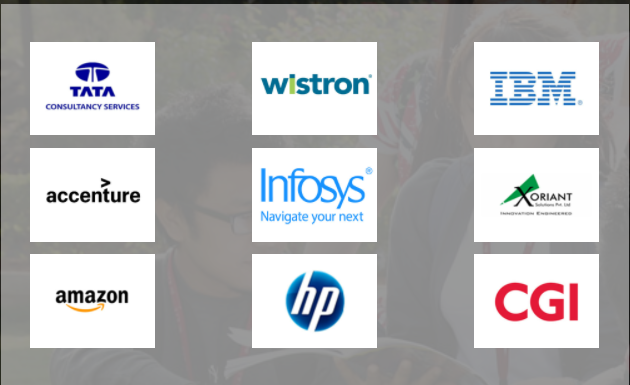 TATA
CONSULTANCY SERVICES
wistron®
IBM®
accenture
>
Infosys®
Navigate your next
XORIANT
Solutions Pvt. Ltd
INNOVATION ENGINEERED
amazon
hp
CGI